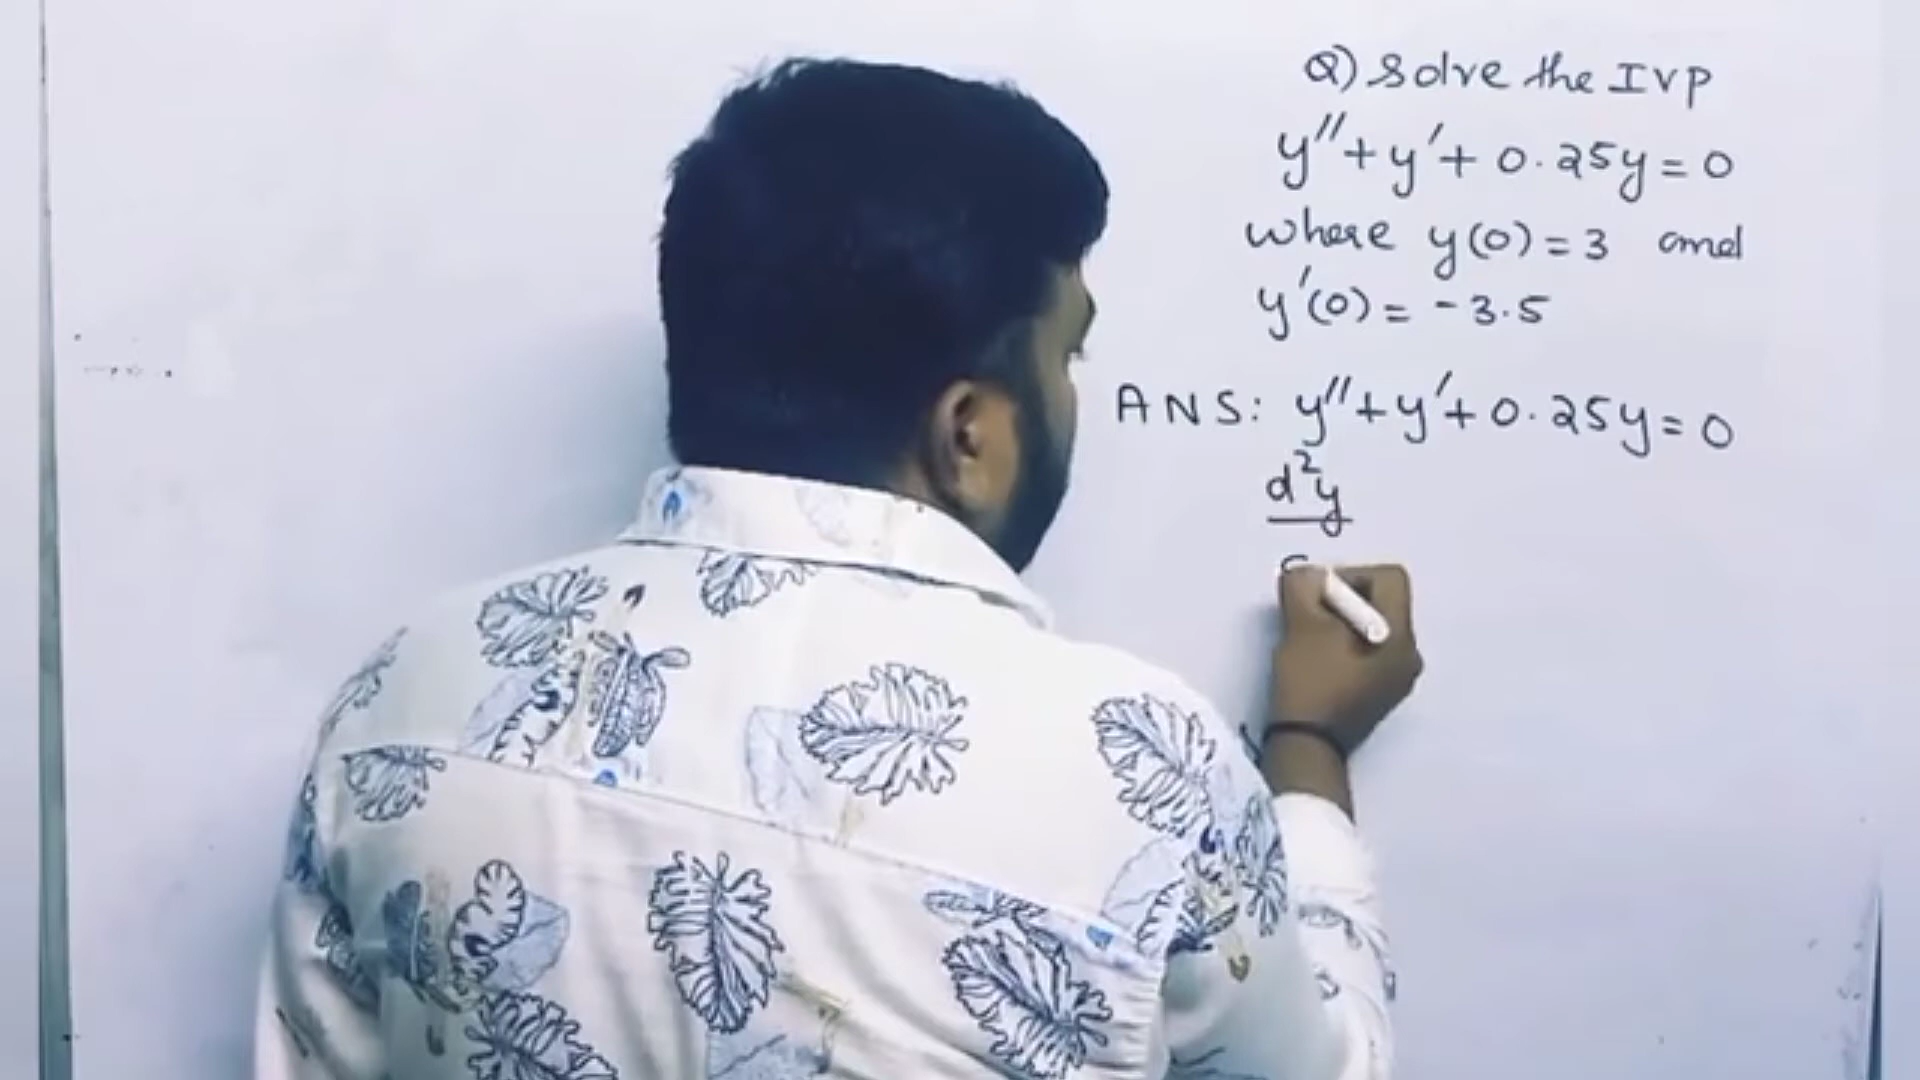 Q) Solve the IVP
y″+y′+0.25y=0
where y(0)=3 and
y′(0)=-3.5
ANS: y″+y′+0.25y=0
d²y